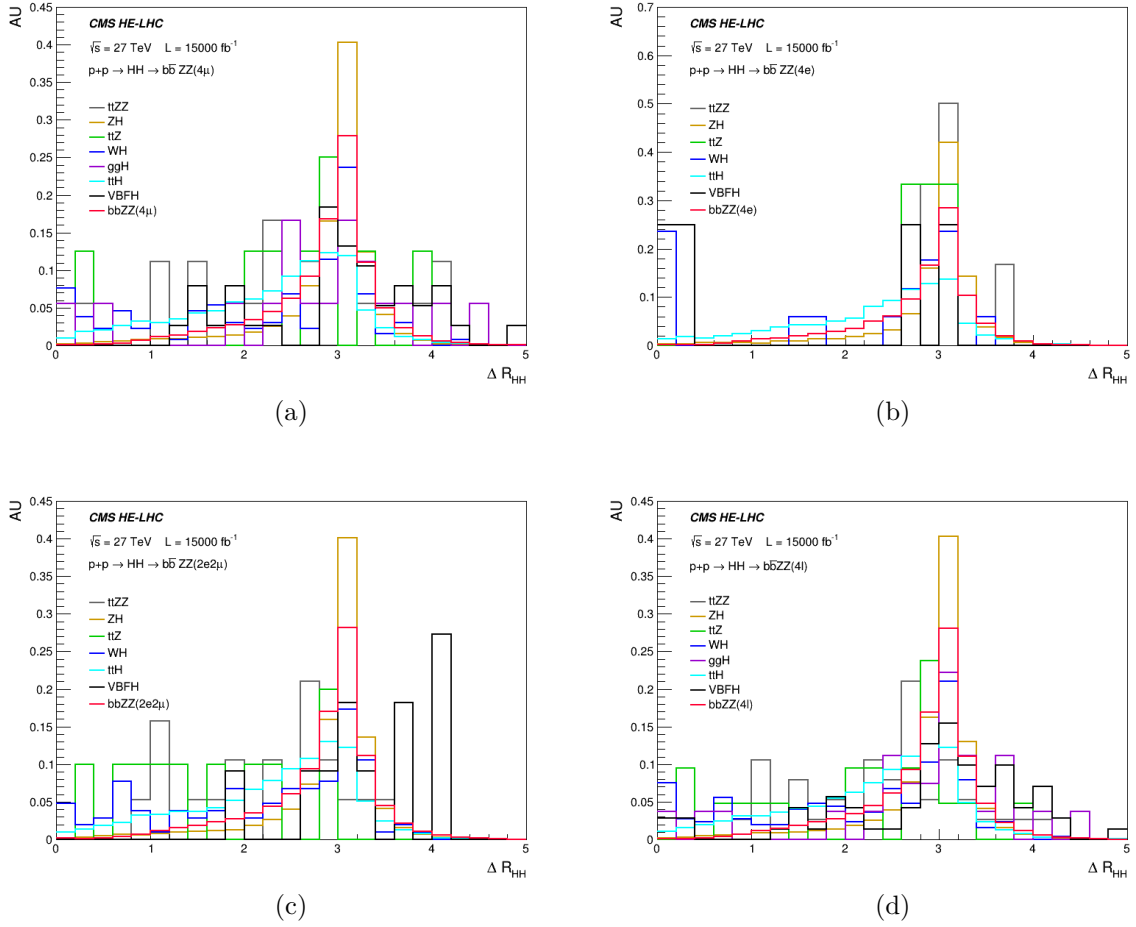 AU
0.45
0.4
0.35
0.3
0.25
0.2
0.15
0.1
0.05
0
CMS HE-LHC
√s = 27 TeV L = 15000 fb⁻¹
p+p → HH → bb̅ ZZ(4μ)
ttZZ
ZH
ttZ
WH
ggH
ttH
VBFH
bbZZ(4μ)
0 1 2 3 4 5
Δ R_HH
(a)
AU
0.7
0.6
0.5
0.4
0.3
0.2
0.1
0
CMS HE-LHC
√s = 27 TeV L = 15000 fb⁻¹
p+p → HH → bb̅ ZZ(4e)
ttZZ
ZH
ttZ
WH
ttH
VBFH
bbZZ(4e)
0 1 2 3 4 5
Δ R_HH
(b)
AU
0.45
0.4
0.35
0.3
0.25
0.2
0.15
0.1
0.05
0
CMS HE-LHC
√s = 27 TeV L = 15000 fb⁻¹
p+p → HH → bb̅ ZZ(2e2μ)
ttZZ
ZH
ttZ
WH
ttH
VBFH
bbZZ(2e2μ)
0 1 2 3 4 5
Δ R_HH
(c)
AU
0.45
0.4
0.35
0.3
0.25
0.2
0.15
0.1
0.05
0
CMS HE-LHC
√s = 27 TeV L = 15000 fb⁻¹
p+p → HH → bb̅ZZ(4l)
ttZZ
ZH
ttZ
WH
ggH
ttH
VBFH
bbZZ(4l)
0 1 2 3 4 5
Δ R_HH
(d)